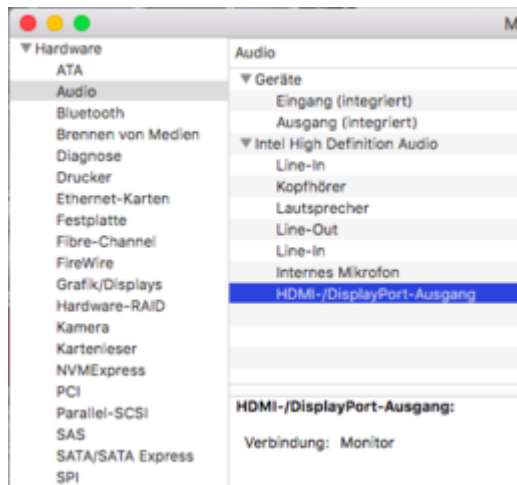 M
Hardware
ATA
Audio
Bluetooth
Brennen von Medien
Diagnose
Drucker
Ethernet-Karten
Festplatte
Fibre-Channel
FireWire
Grafik/Displays
Hardware-RAID
Kamera
Kartenleser
NVMExpress
PCI
Parallel-SCSI
SAS
SATA/SATA Express
SPI
Audio
Geräte
Eingang (integriert)
Ausgang (integriert)
Intel High Definition Audio
Line-In
Kopfhörer
Lautsprecher
Line-Out
Line-In
Internes Mikrofon
HDMI-/DisplayPort-Ausgang
HDMI-/DisplayPort-Ausgang:
Verbindung: Monitor